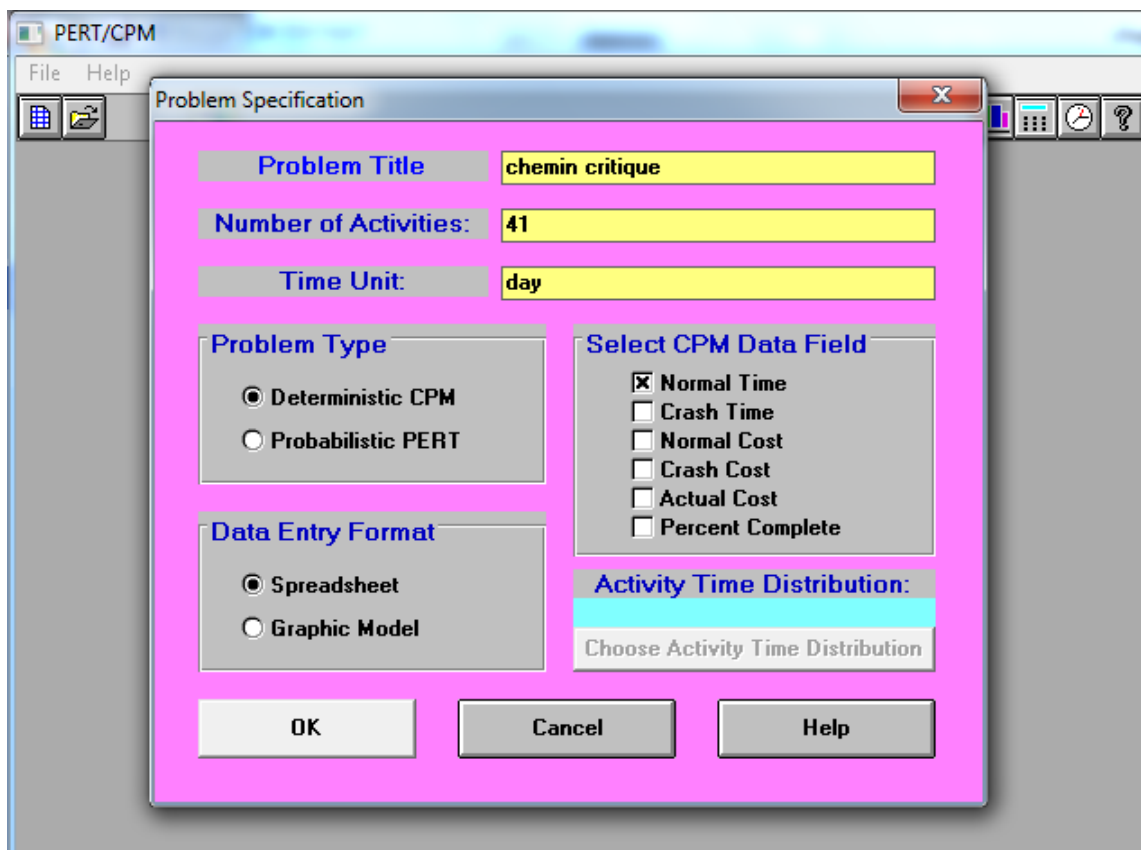 PERT/CPM
File Help
Problem Specification
Problem Title
chemin critique
Number of Activities:
41
Time Unit:
day
Problem Type
Deterministic CPM
Probabilistic PERT
Select CPM Data Field
Normal Time
Crash Time
Normal Cost
Crash Cost
Actual Cost
Percent Complete
Data Entry Format
Spreadsheet
Graphic Model
Activity Time Distribution:
Choose Activity Time Distribution
OK
Cancel
Help